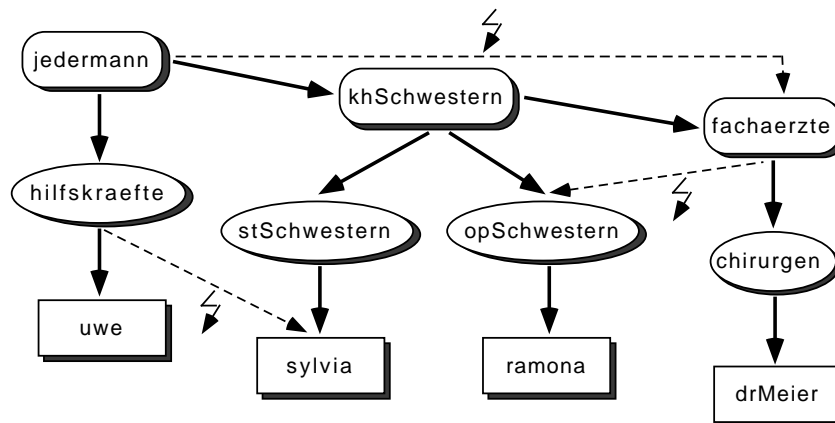 jedermann
khSchwestern
fachaerzte
hilfskraefte
stSchwestern
opSchwestern
chirurgen
uwe
sylvia
ramona
drMeier